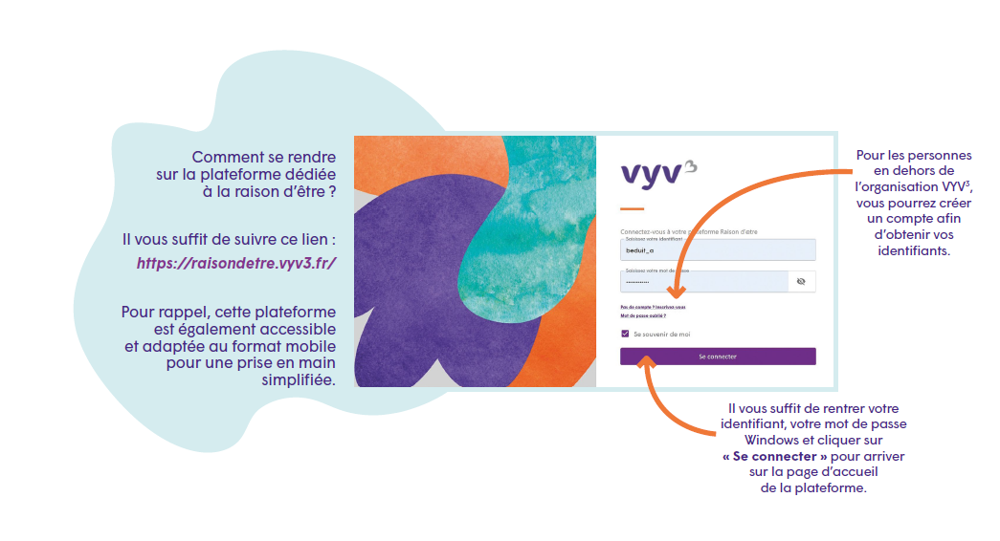 Comment se rendre
sur la plateforme dédiée
à la raison d'être ?
Il vous suffit de suivre ce lien :
https://raisondetre.vyv3.fr/
Pour rappel, cette plateforme
est également accessible
et adaptée au format mobile
pour une prise en main
simplifiée.
vyv3
Connectez-vous à votre plateforme Raison d'etre
Saisissez votre identifiant
beduit_a
Saisissez votre mot de passe
••••••••••••
Pas de compte ? Inscrivez-vous
Mot de passe oublié ?
Se souvenir de moi
Se connecter
Pour les personnes
en dehors de
l'organisation VYV³,
vous pourrez créer
un compte afin
d'obtenir vos
identifiants.
Il vous suffit de rentrer votre
identifiant, votre mot de passe
Windows et cliquer sur
« Se connecter » pour arriver
sur la page d'accueil
de la plateforme.